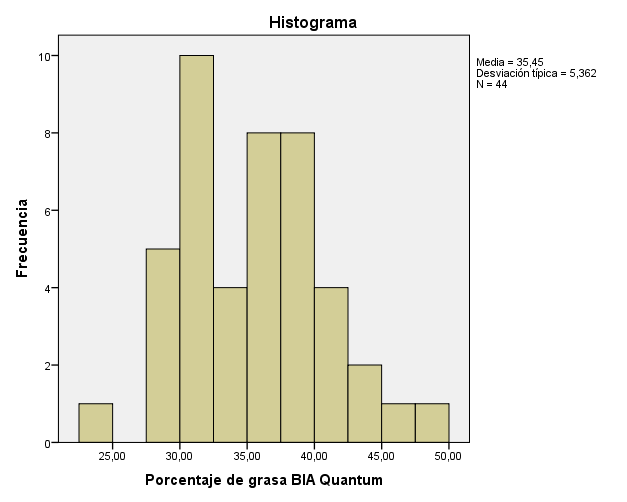 Histograma
Media = 35,45
Desviación típica = 5,362
N = 44
10
8
6
4
2
0
Frecuencia
25,00 30,00 35,00 40,00 45,00 50,00
Porcentaje de grasa BIA Quantum